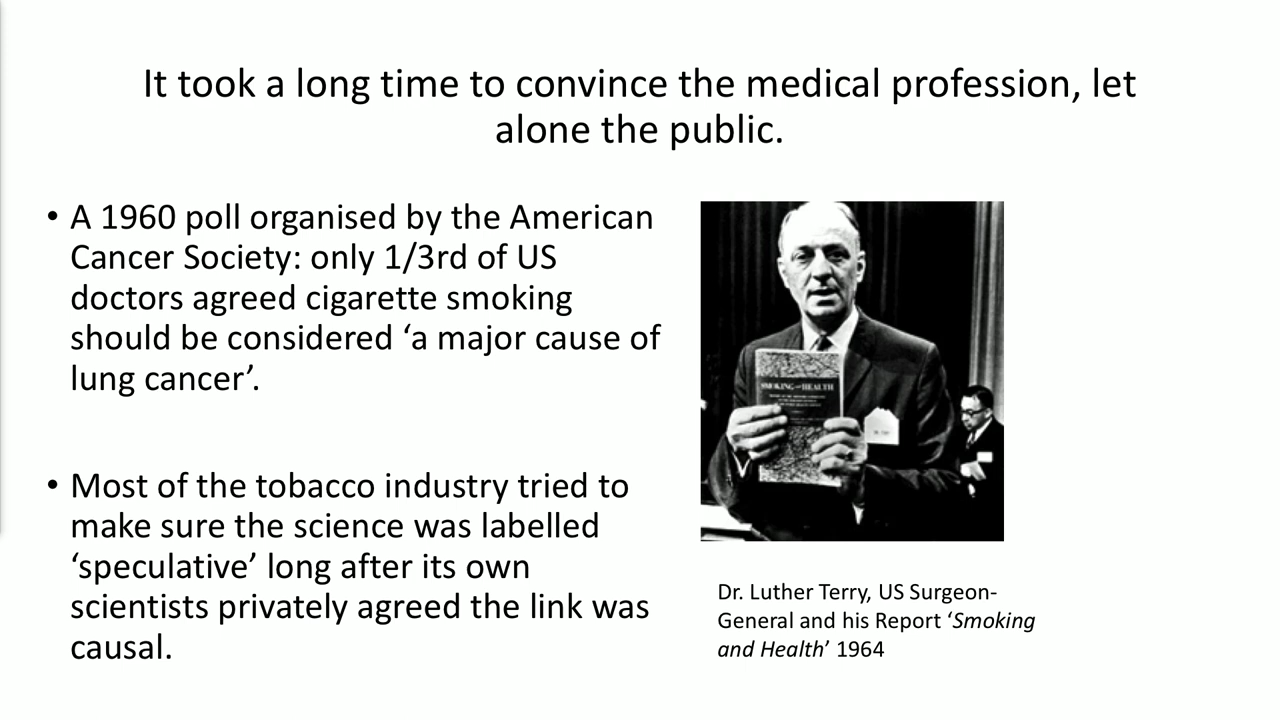 It took a long time to convince the medical profession, let
alone the public.
• A 1960 poll organised by the American
Cancer Society: only 1/3rd of US
doctors agreed cigarette smoking
should be considered ‘a major cause of
lung cancer’.
• Most of the tobacco industry tried to
make sure the science was labelled
‘speculative’ long after its own
scientists privately agreed the link was
causal.
SMOKING and HEALTH
Dr. Luther Terry, US Surgeon-
General and his Report ‘Smoking
and Health’ 1964